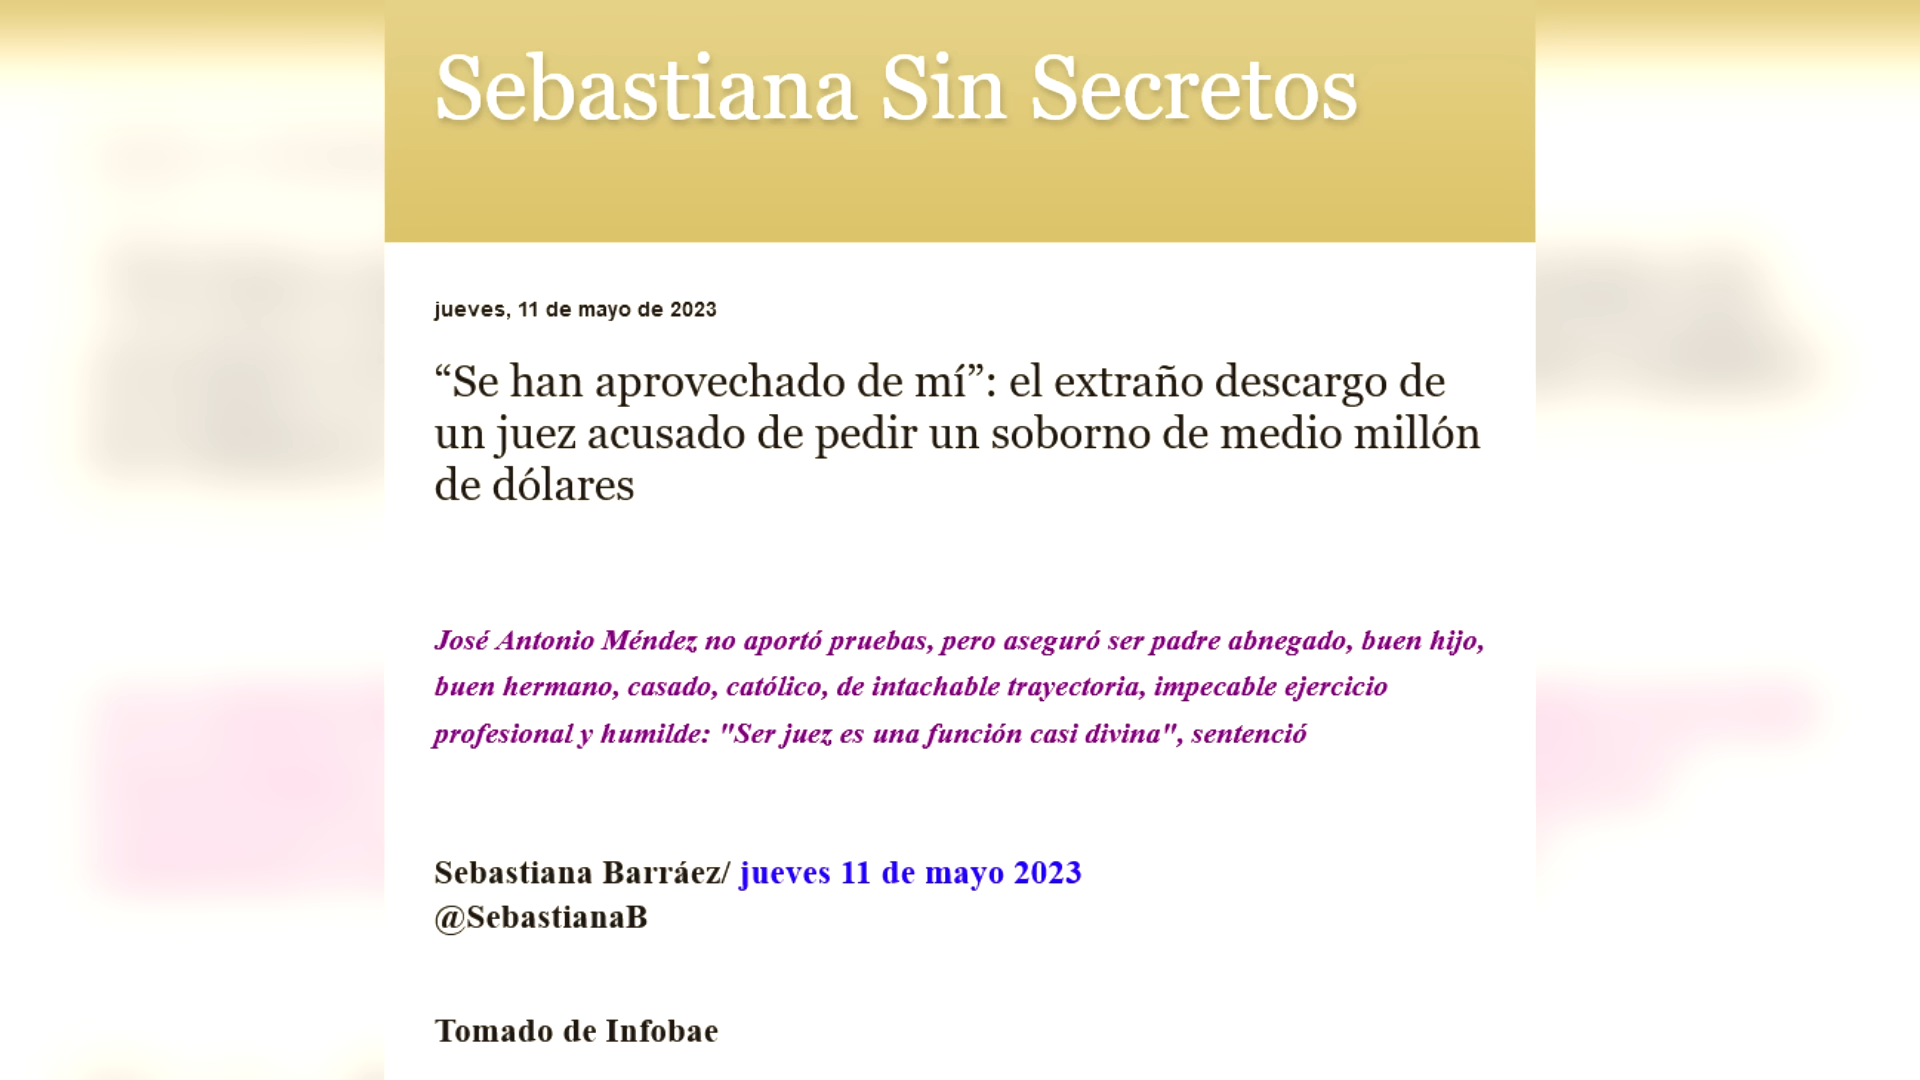 Sebastiana Sin Secretos
jueves, 11 de mayo de 2023
“Se han aprovechado de mí”: el extraño descargo de
un juez acusado de pedir un soborno de medio millón
de dólares
José Antonio Méndez no aportó pruebas, pero aseguró ser padre abnegado, buen hijo,
buen hermano, casado, católico, de intachable trayectoria, impecable ejercicio
profesional y humilde: "Ser juez es una función casi divina", sentenció
Sebastiana Barráez/ jueves 11 de mayo 2023
@SebastianaB
Tomado de Infobae